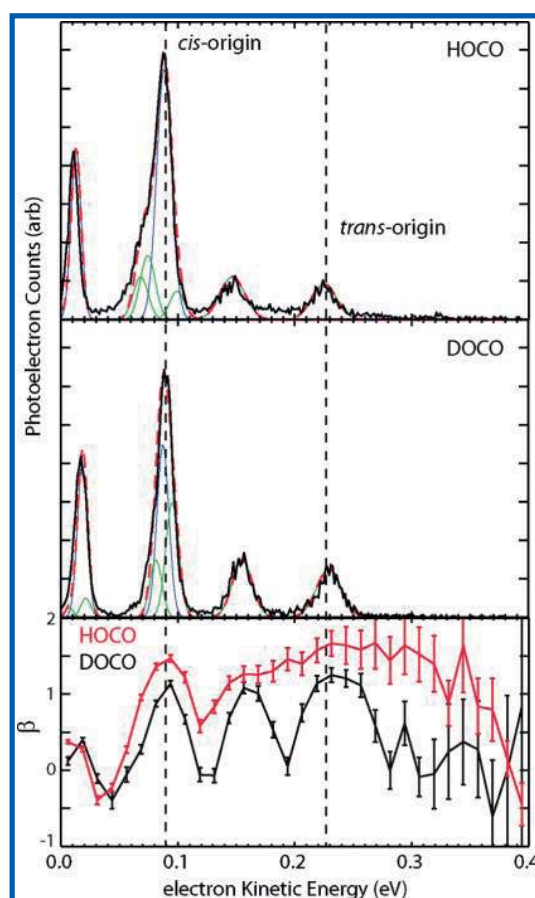 cis-origin
HOCO
trans-origin
Photoelectron Counts (arb)
DOCO
HOCO
DOCO
2
1
0
-1
β
0.0
0.1
0.2
0.3
0.4
electron Kinetic Energy (eV)